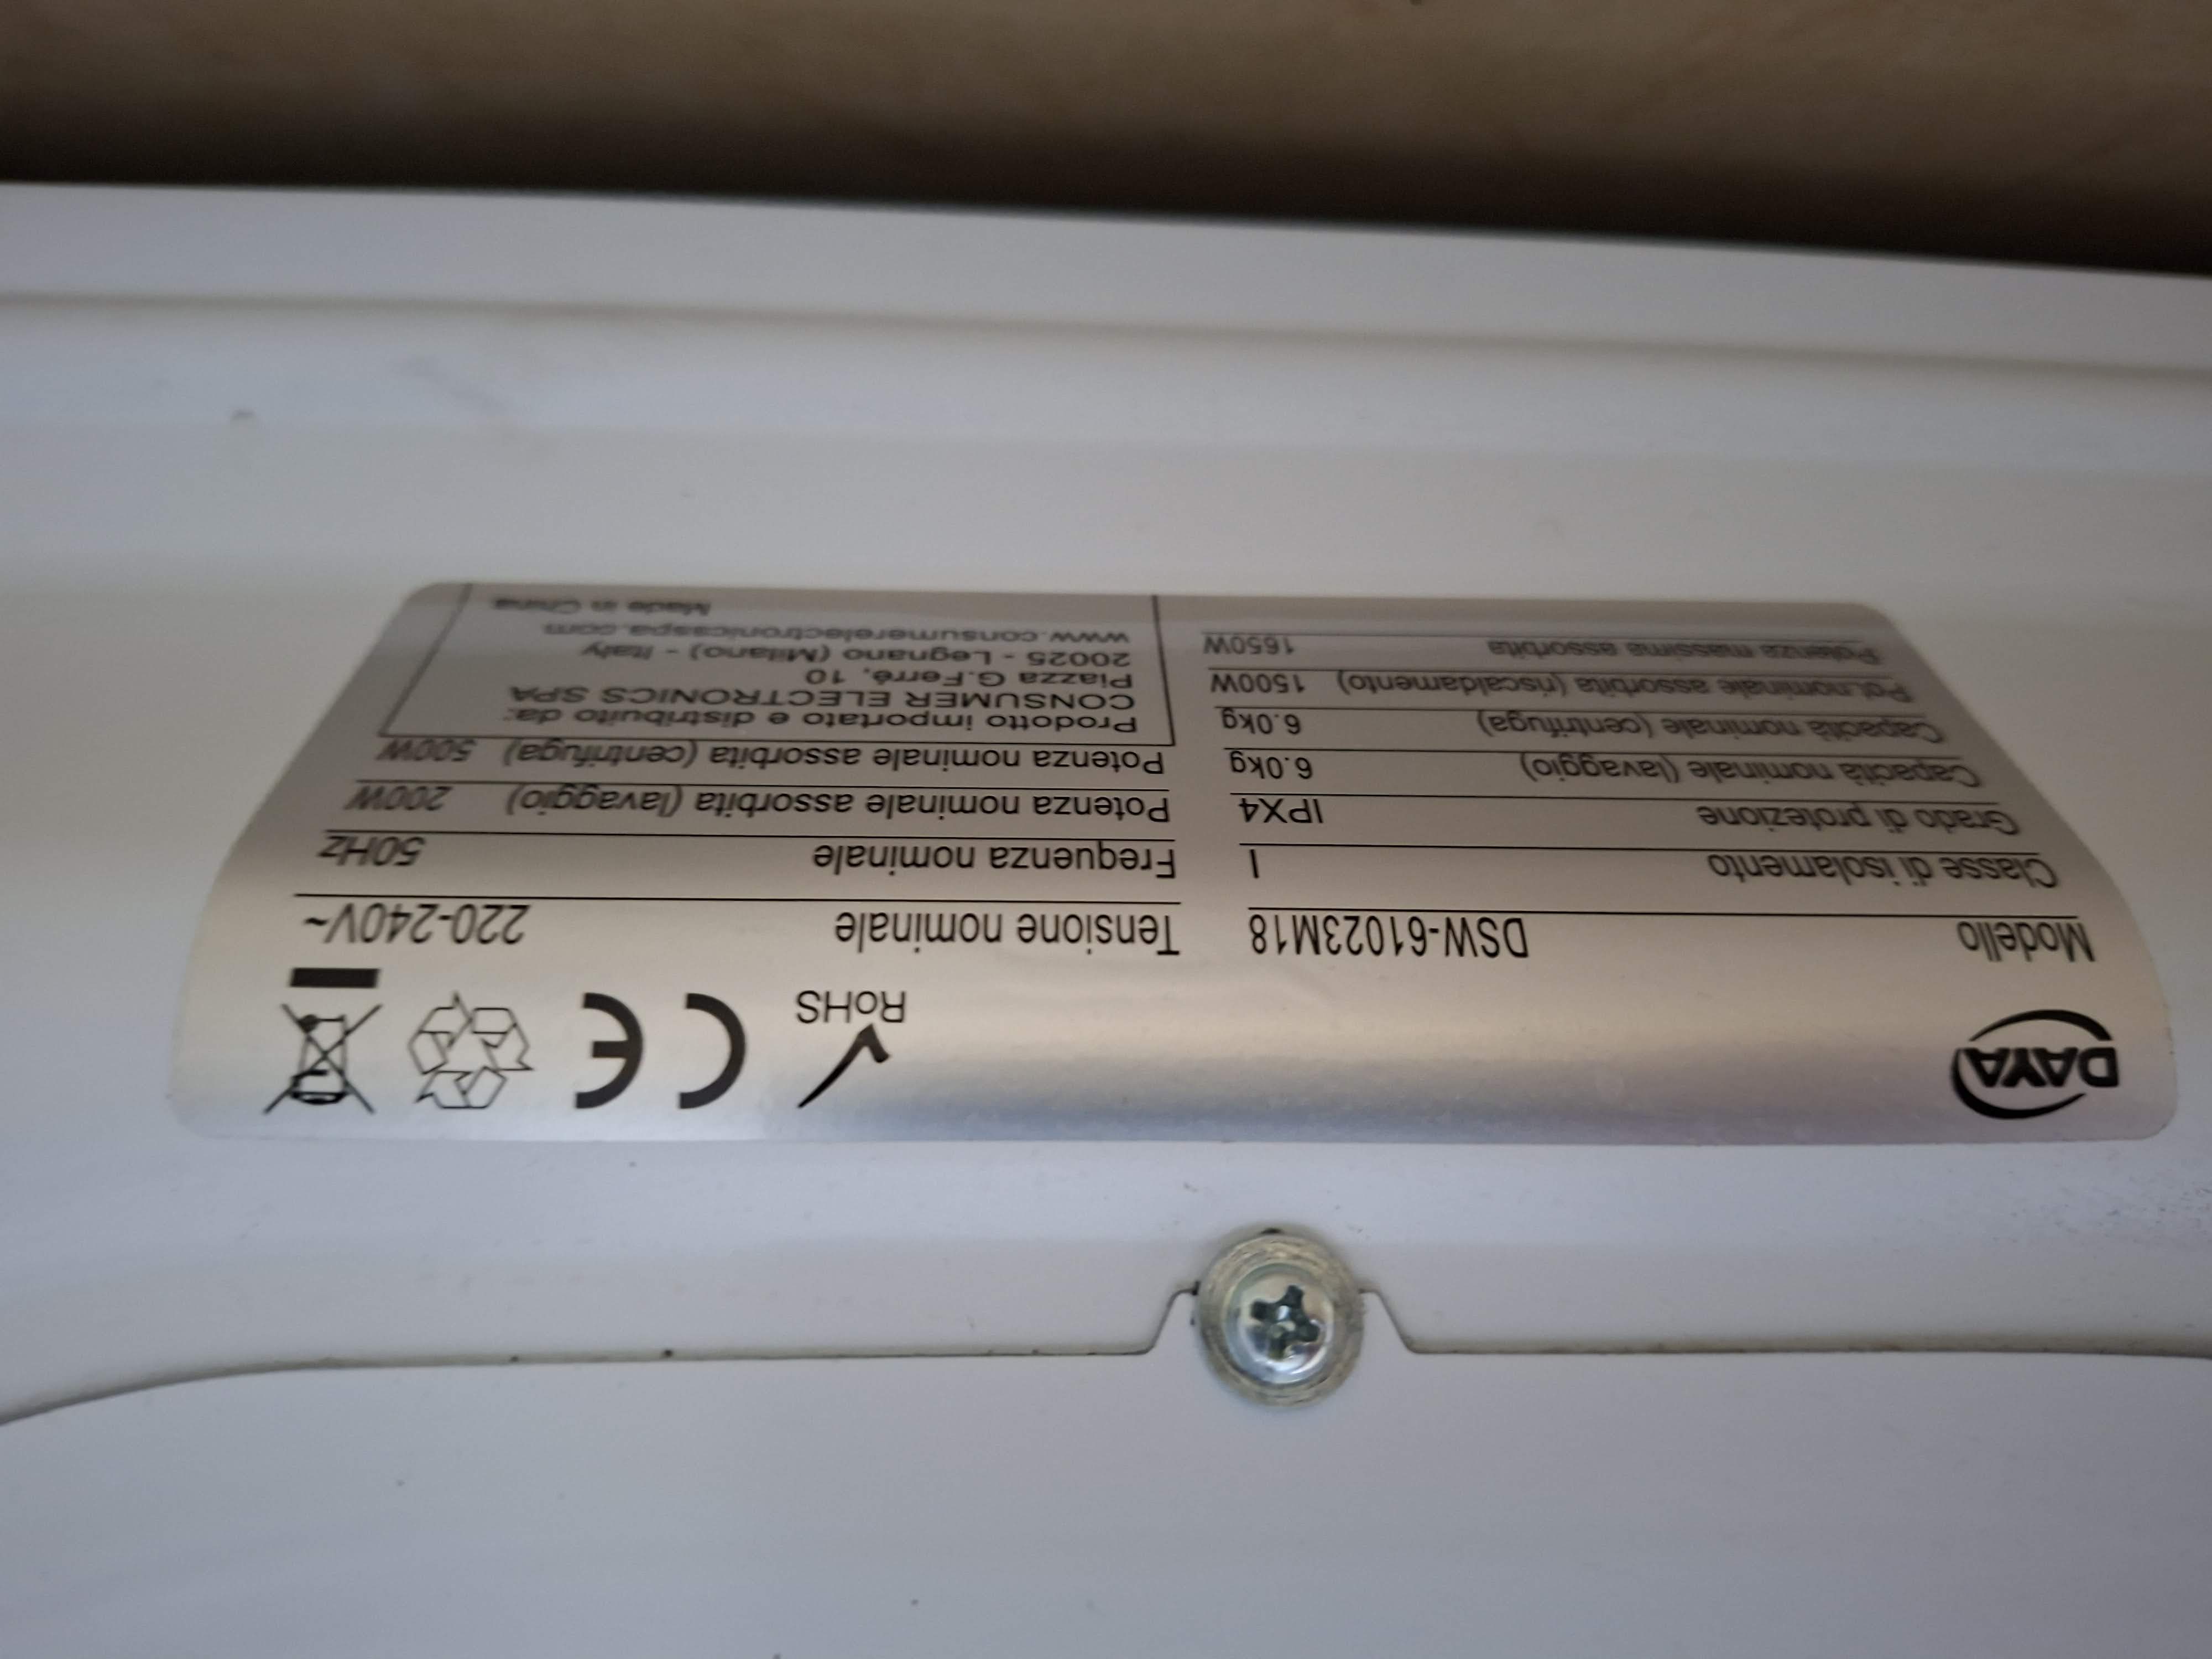 DAYA
RoHS
CE
Modello DSW-61023M18
Classe di isolamento I
Grado di protezione IPX4
Capacità nominale (lavaggio) 6.0kg
Capacità nominale (centrifuga) 6.0kg
Pot.nominale assorbita (riscaldamento) 1500W
Potenza massima assorbita 1650W
Tensione nominale 220-240V~
Frequenza nominale 50Hz
Potenza nominale assorbita (lavaggio) 200W
Potenza nominale assorbita (centrifuga) 500W
Prodotto importato e distribuito da:
CONSUMER ELECTRONICS SPA
Piazza G.Ferré, 10
20025 - Legnano (Milano) - Italy
www.consumerelectronicsspa.com
Made in China